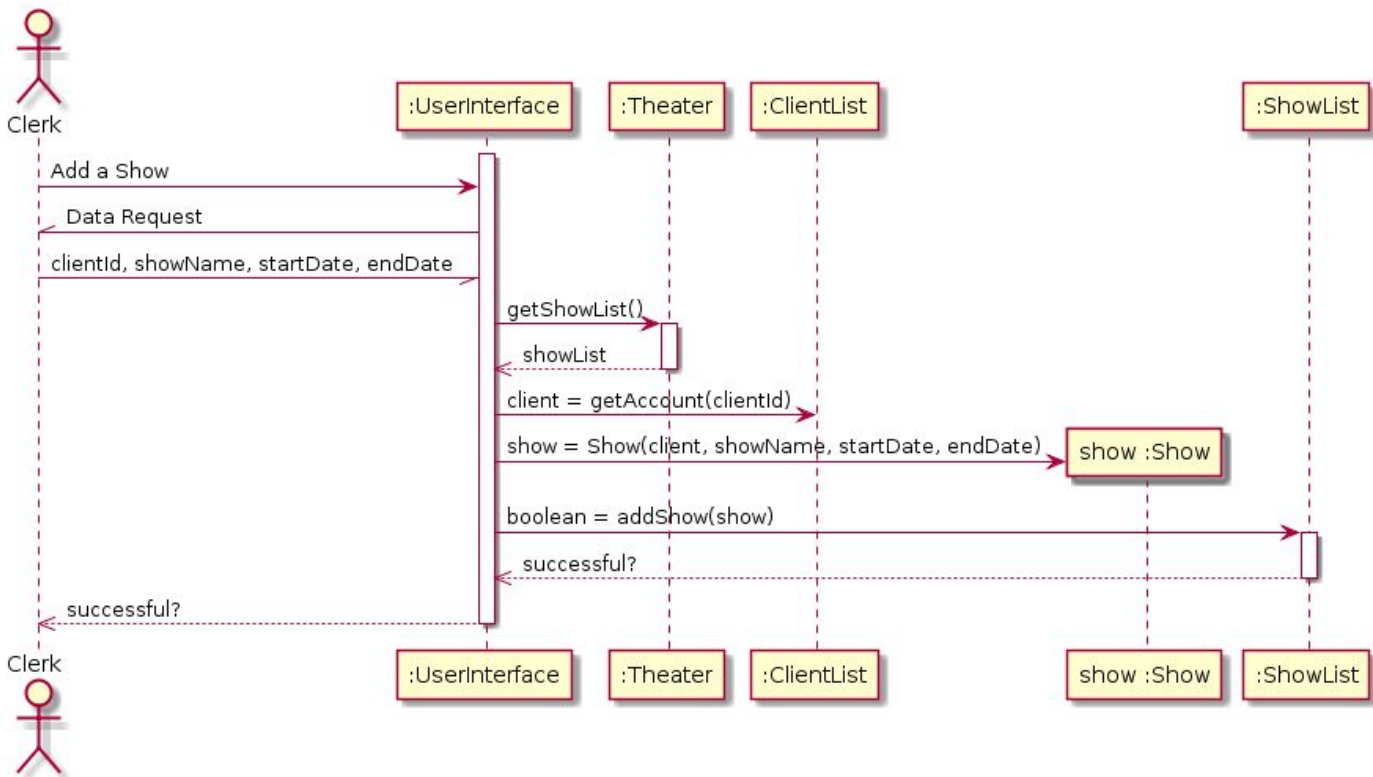 Clerk
:UserInterface
:Theater
:ClientList
:ShowList
Add a Show
Data Request
clientId, showName, startDate, endDate
getShowList()
showList
client = getAccount(clientId)
show = Show(client, showName, startDate, endDate)
show :Show
boolean = addShow(show)
successful?
successful?
Clerk
:UserInterface
:Theater
:ClientList
show :Show
:ShowList